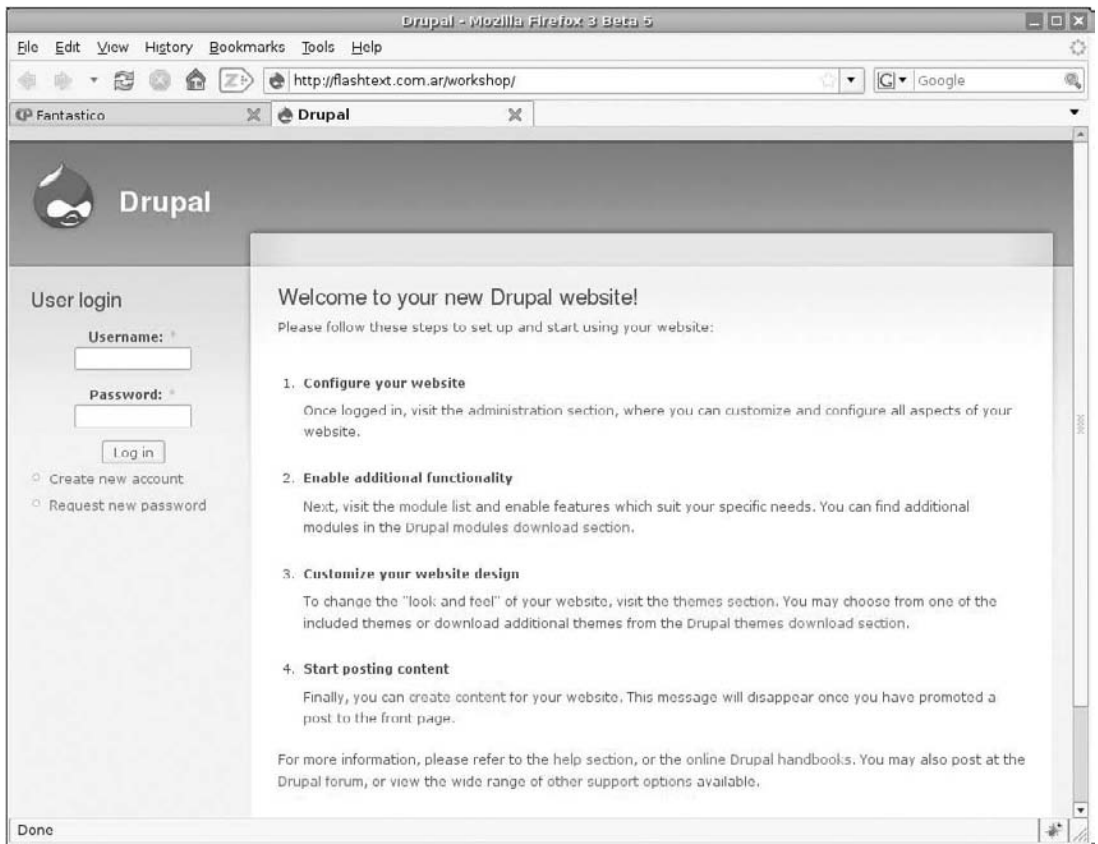 Drupal - Mozilla Firefox 3 Beta 5
File Edit View History Bookmarks Tools Help
http://flashtext.com.ar/workshop/
G Google
Fantastico
Drupal
Drupal
User login
Username: *
Password: *
Log in
Create new account
Request new password
Welcome to your new Drupal website!
Please follow these steps to set up and start using your website:
1. Configure your website
Once logged in, visit the administration section, where you can customize and configure all aspects of your
website.
2. Enable additional functionality
Next, visit the module list and enable features which suit your specific needs. You can find additional
modules in the Drupal modules download section.
3. Customize your website design
To change the "look and feel" of your website, visit the themes section. You may choose from one of the
included themes or download additional themes from the Drupal themes download section.
4. Start posting content
Finally, you can create content for your website. This message will disappear once you have promoted a
post to the front page.
For more information, please refer to the help section, or the online Drupal handbooks. You may also post at the
Drupal forum, or view the wide range of other support options available.
Done